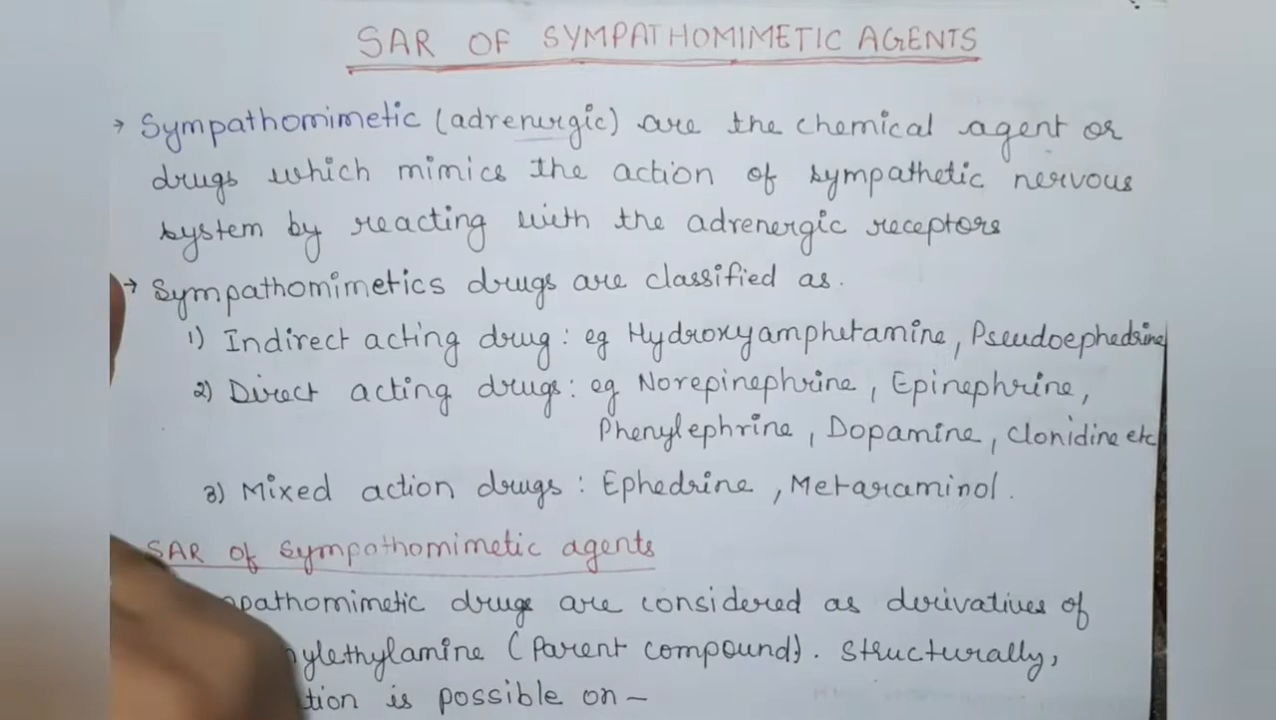 SAR OF SYMPATHOMIMETIC AGENTS
→ Sympathomimetic (adrenergic) are the chemical agent or
drugs which mimics the action of sympathetic nervous
system by reacting with the adrenergic receptors
→ Sympathomimetics drugs are classified as.
1) Indirect acting drug : eg Hydroxyamphetamine, Pseudoephedrine
2) Direct acting drugs : eg Norepinephrine, Epinephrine,
Phenylephrine, Dopamine, Clonidine etc
3) Mixed action drugs : Ephedrine, Metaraminol.
SAR of sympathomimetic agents
drugs are considered as derivatives of
(Parent compound). Structurally,
is possible on -